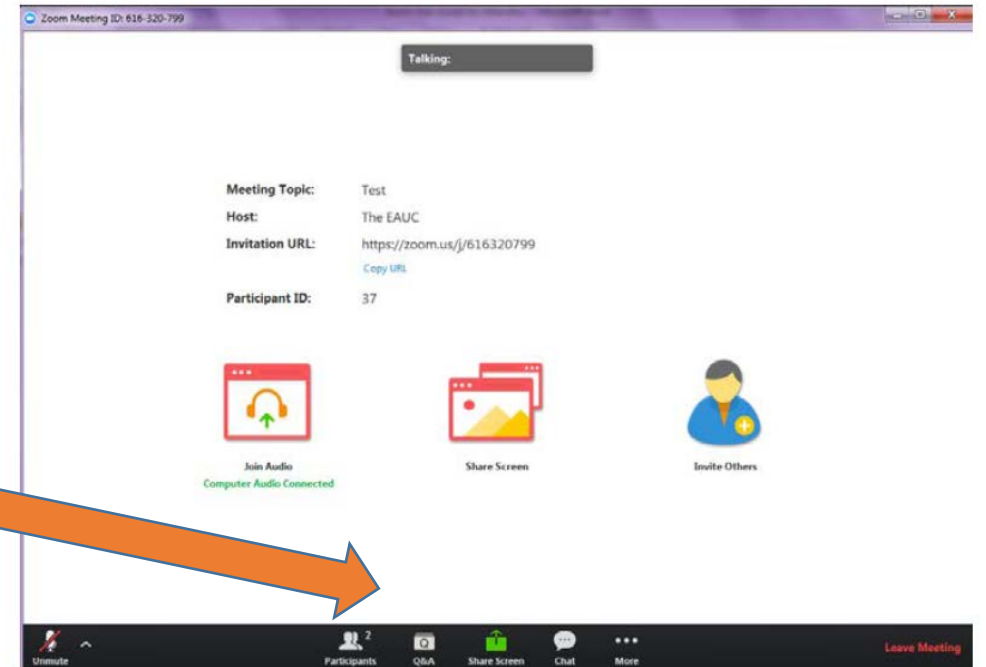 Zoom Meeting ID: 616-320-799
Talking:
Meeting Topic: Test
Host: The EAUC
Invitation URL: https://zoom.us/j/616320799
Copy URL
Participant ID: 37
Join Audio Share Screen Invite Others
Computer Audio Connected
2
Q
Unmute Participants Q&A Share Screen Chat More Leave Meeting